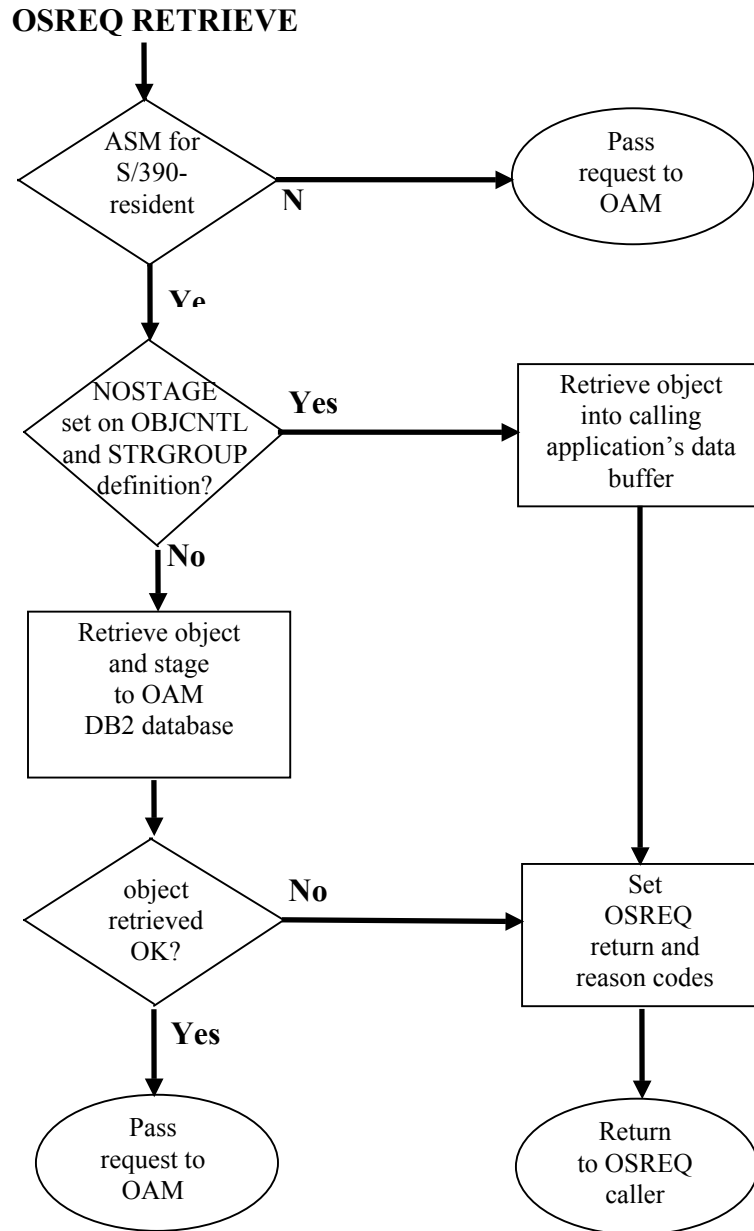 OSREQ RETRIEVE
ASM for
S/390-
resident
N
Pass
request to
OAM
Ye
NOSTAGE
set on OBJCNTL
and STRGROUP
definition?
Yes
Retrieve object
into calling
application's data
buffer
No
Retrieve object
and stage
to OAM
DB2 database
object
retrieved
OK?
No
Set
OSREQ
return and
reason codes
Yes
Pass
request to
OAM
Return
to OSREQ
caller